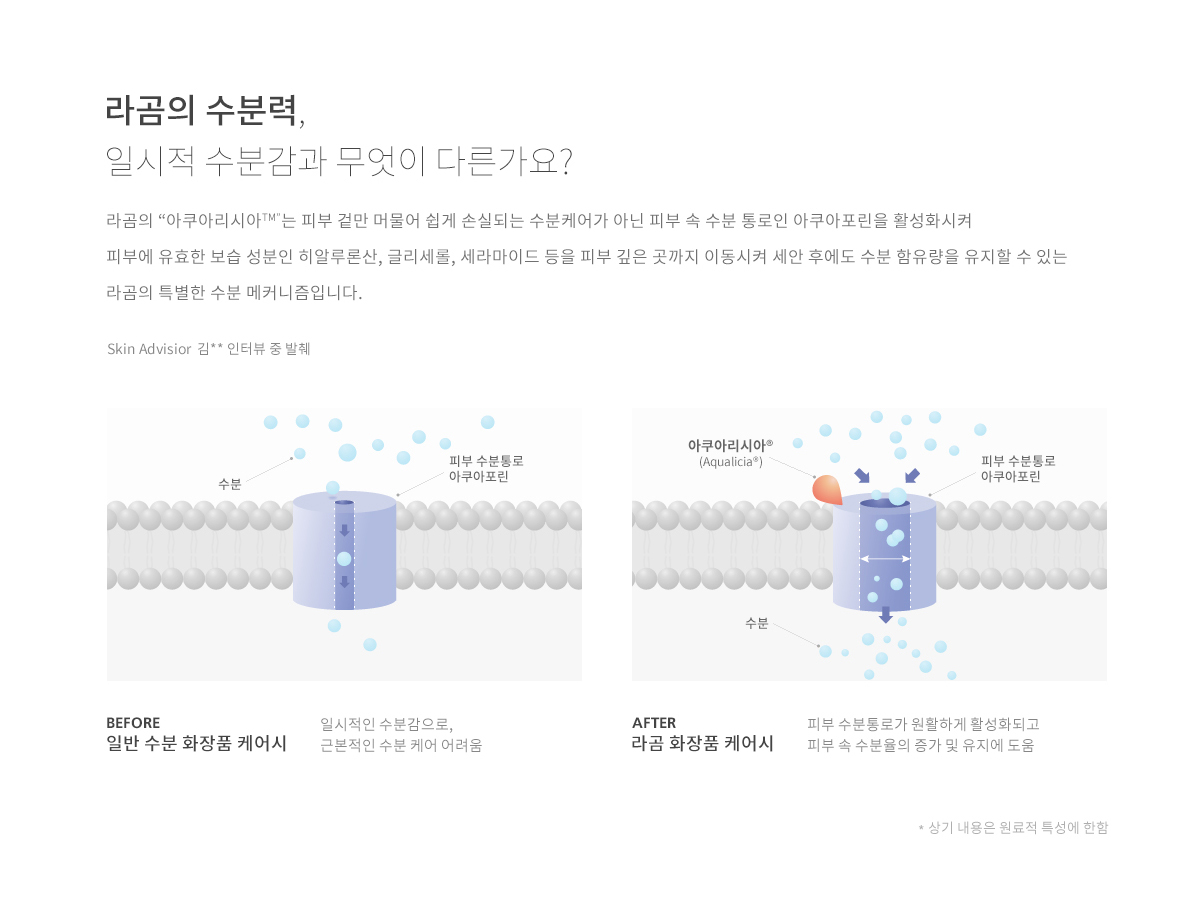 라곰의 수분력,
일시적 수분감과 무엇이 다른가요?
라곰의 “아쿠아리시아TM”는 피부 겉만 머물어 쉽게 손실되는 수분케어가 아닌 피부 속 수분 통로인 아쿠아포린을 활성화시켜
피부에 유효한 보습 성분인 히알루론산, 글리세롤, 세라마이드 등을 피부 깊은 곳까지 이동시켜 세안 후에도 수분 함유량을 유지할 수 있는
라곰의 특별한 수분 메커니즘입니다.
Skin Advisior 김** 인터뷰 중 발췌
수분
피부 수분통로
아쿠아포린
아쿠아리시아®
(Aqualicia®)
피부 수분통로
아쿠아포린
수분
BEFORE
일반 수분 화장품 케어시
일시적인 수분감으로,
근본적인 수분 케어 어려움
AFTER
라곰 화장품 케어시
피부 수분통로가 원활하게 활성화되고
피부 속 수분율의 증가 및 유지에 도움
* 상기 내용은 원료적 특성에 한함